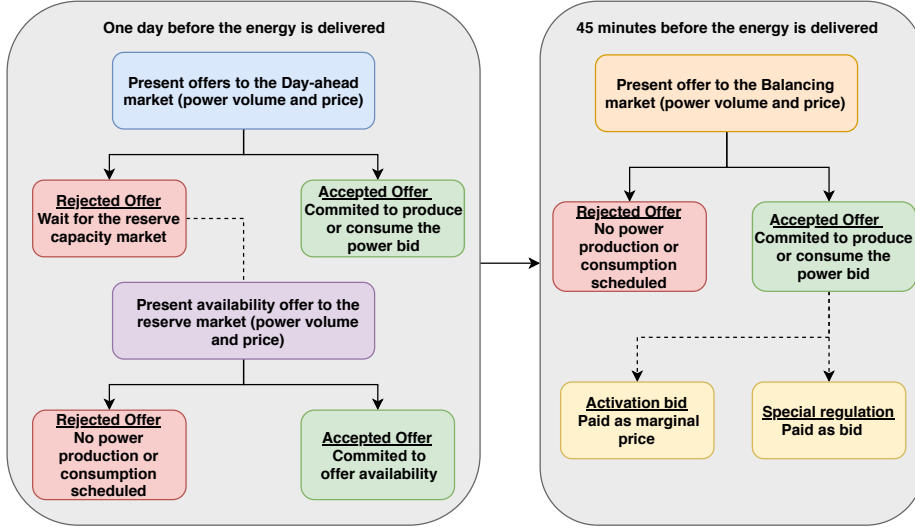 One day before the energy is delivered
Present offers to the Day-ahead
market (power volume and price)
Rejected Offer
Wait for the reserve
capacity market
Accepted Offer
Commited to produce
or consume the
power bid
Present availability offer to the
reserve market (power volume
and price)
Rejected Offer
No power
production or
consumption
scheduled
Accepted Offer
Commited to
offer availability
45 minutes before the energy is delivered
Present offer to the Balancing
market (power volume and price)
Rejected Offer
No power
production or
consumption
scheduled
Accepted Offer
Commited to produce
or consume the
power bid
Activation bid
Paid as marginal
price
Special regulation
Paid as bid